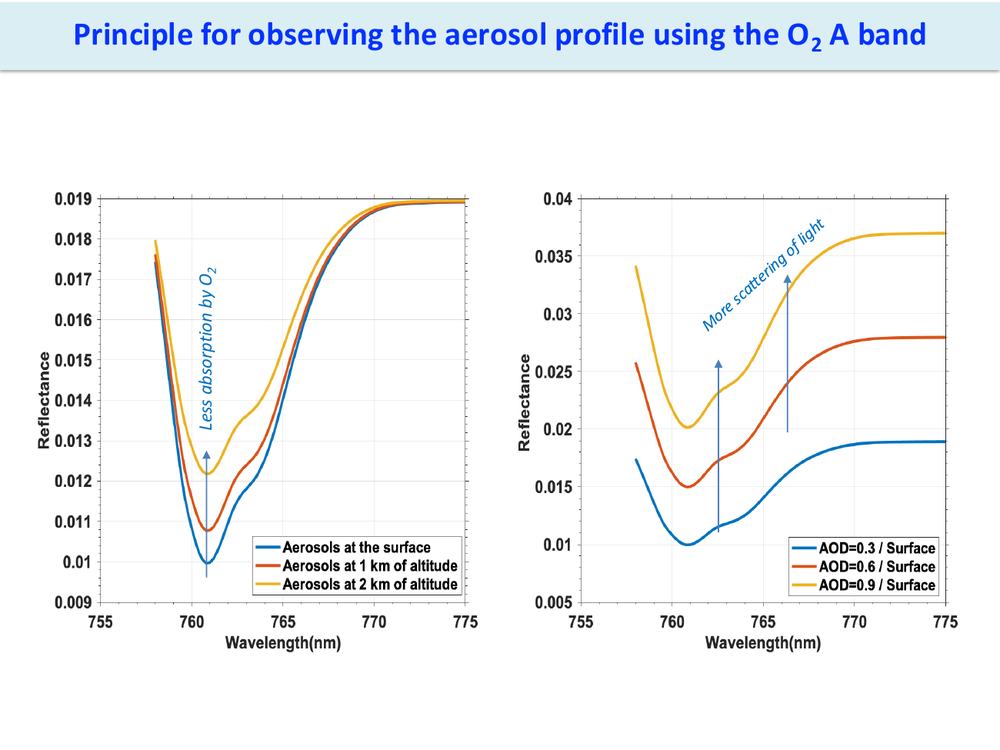 Principle for observing the aerosol profile using the O₂ A band
0.019
0.018
0.017
0.016
0.015
0.014
0.013
0.012
0.011
0.01
0.009
Reflectance
Less absorption by O₂
Aerosols at the surface
Aerosols at 1 km of altitude
Aerosols at 2 km of altitude
755 760 765 770 775
Wavelength(nm)
0.04
0.035
0.03
0.025
0.02
0.015
0.01
0.005
Reflectance
More scattering of light
AOD=0.3 / Surface
AOD=0.6 / Surface
AOD=0.9 / Surface
755 760 765 770 775
Wavelength(nm)